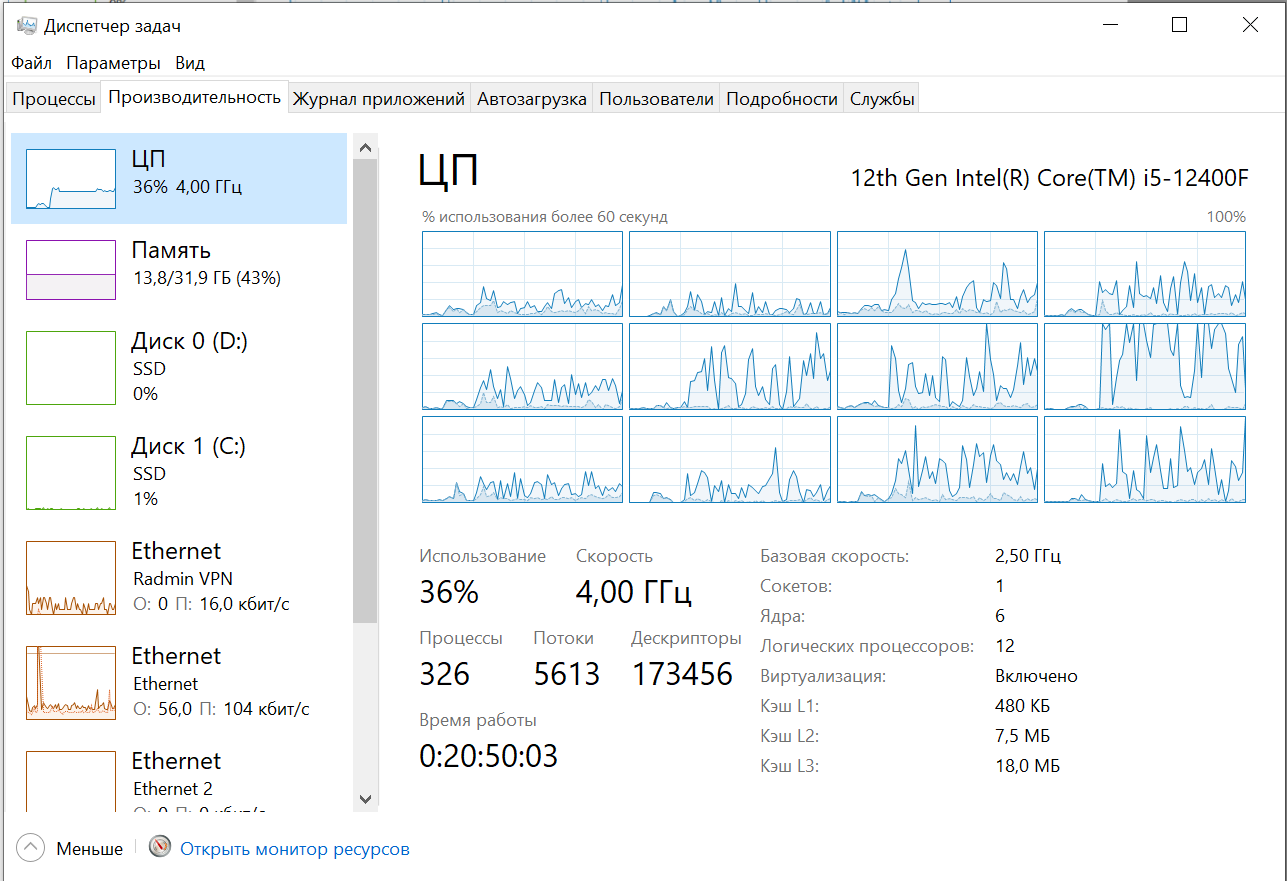 Диспетчер задач
Файл Параметры Вид
Процессы Производительность Журнал приложений Автозагрузка Пользователи Подробности Службы
ЦП
36% 4,00 ГГц
Память
13,8/31,9 ГБ (43%)
Диск 0 (D:)
SSD
0%
Диск 1 (C:)
SSD
1%
Ethernet
Radmin VPN
О: 0 П: 16,0 кбит/с
Ethernet
Ethernet
О: 56,0 П: 104 кбит/с
Ethernet
Ethernet 2
О: 0 П: 0 кбит/с
ЦП
12th Gen Intel(R) Core(TM) i5-12400F
% использования более 60 секунд
100%
Использование Скорость
36% 4,00 ГГц
Процессы Потоки Дескрипторы
326 5613 173456
Время работы
0:20:50:03
Базовая скорость: 2,50 ГГц
Сокетов: 1
Ядра: 6
Логических процессоров: 12
Виртуализация: Включено
Кэш L1: 480 КБ
Кэш L2: 7,5 МБ
Кэш L3: 18,0 МБ
Меньше
Открыть монитор ресурсов